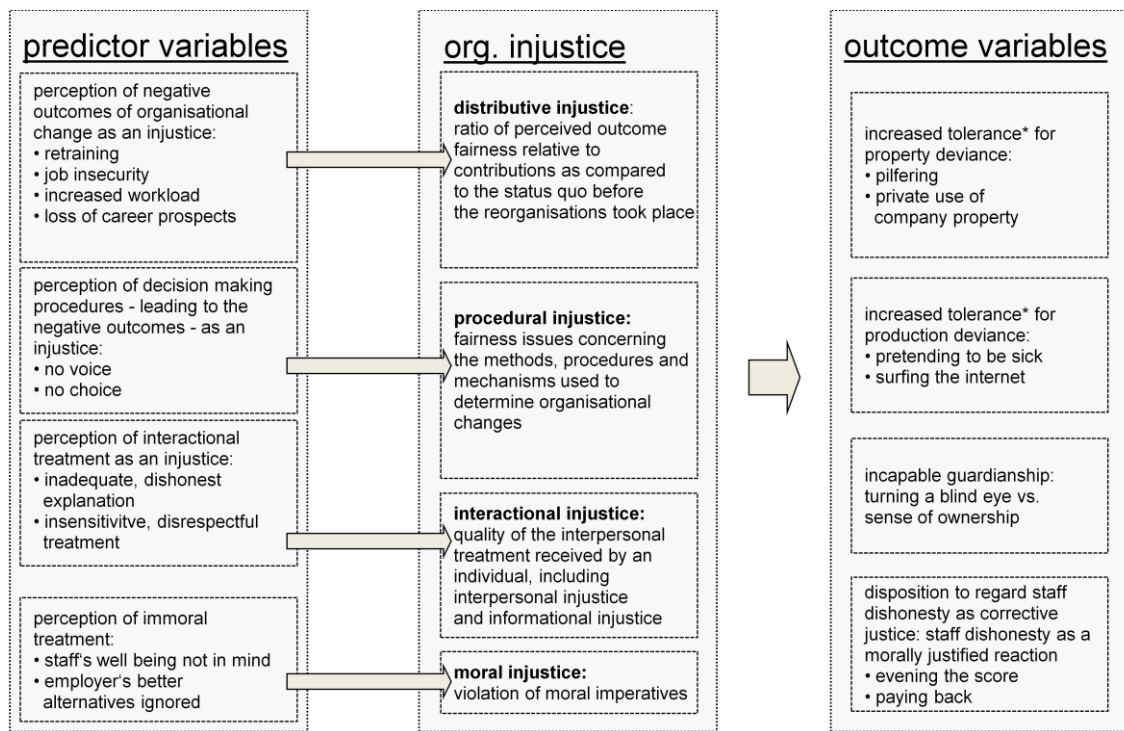 predictor variables
perception of negative
outcomes of organisational
change as an injustice:
• retraining
• job insecurity
• increased workload
• loss of career prospects
perception of decision making
procedures - leading to the
negative outcomes - as an
injustice:
• no voice
• no choice
perception of interactional
treatment as an injustice:
• inadequate, dishonest
explanation
• insensitivitve, disrespectful
treatment
perception of immoral
treatment:
• staff‘s well being not in mind
• employer‘s better
alternatives ignored
org. injustice
distributive injustice:
ratio of perceived outcome
fairness relative to
contributions as compared
to the status quo before
the reorganisations took place
procedural injustice:
fairness issues concerning
the methods, procedures and
mechanisms used to
determine organisational
changes
interactional injustice:
quality of the interpersonal
treatment received by an
individual, including
interpersonal injustice
and informational injustice
moral injustice:
violation of moral imperatives
outcome variables
increased tolerance* for
property deviance:
• pilfering
• private use of
company property
increased tolerance* for
production deviance:
• pretending to be sick
• surfing the internet
incapable guardianship:
turning a blind eye vs.
sense of ownership
disposition to regard staff
dishonesty as corrective
justice: staff dishonesty as a
morally justified reaction
• evening the score
• paying back